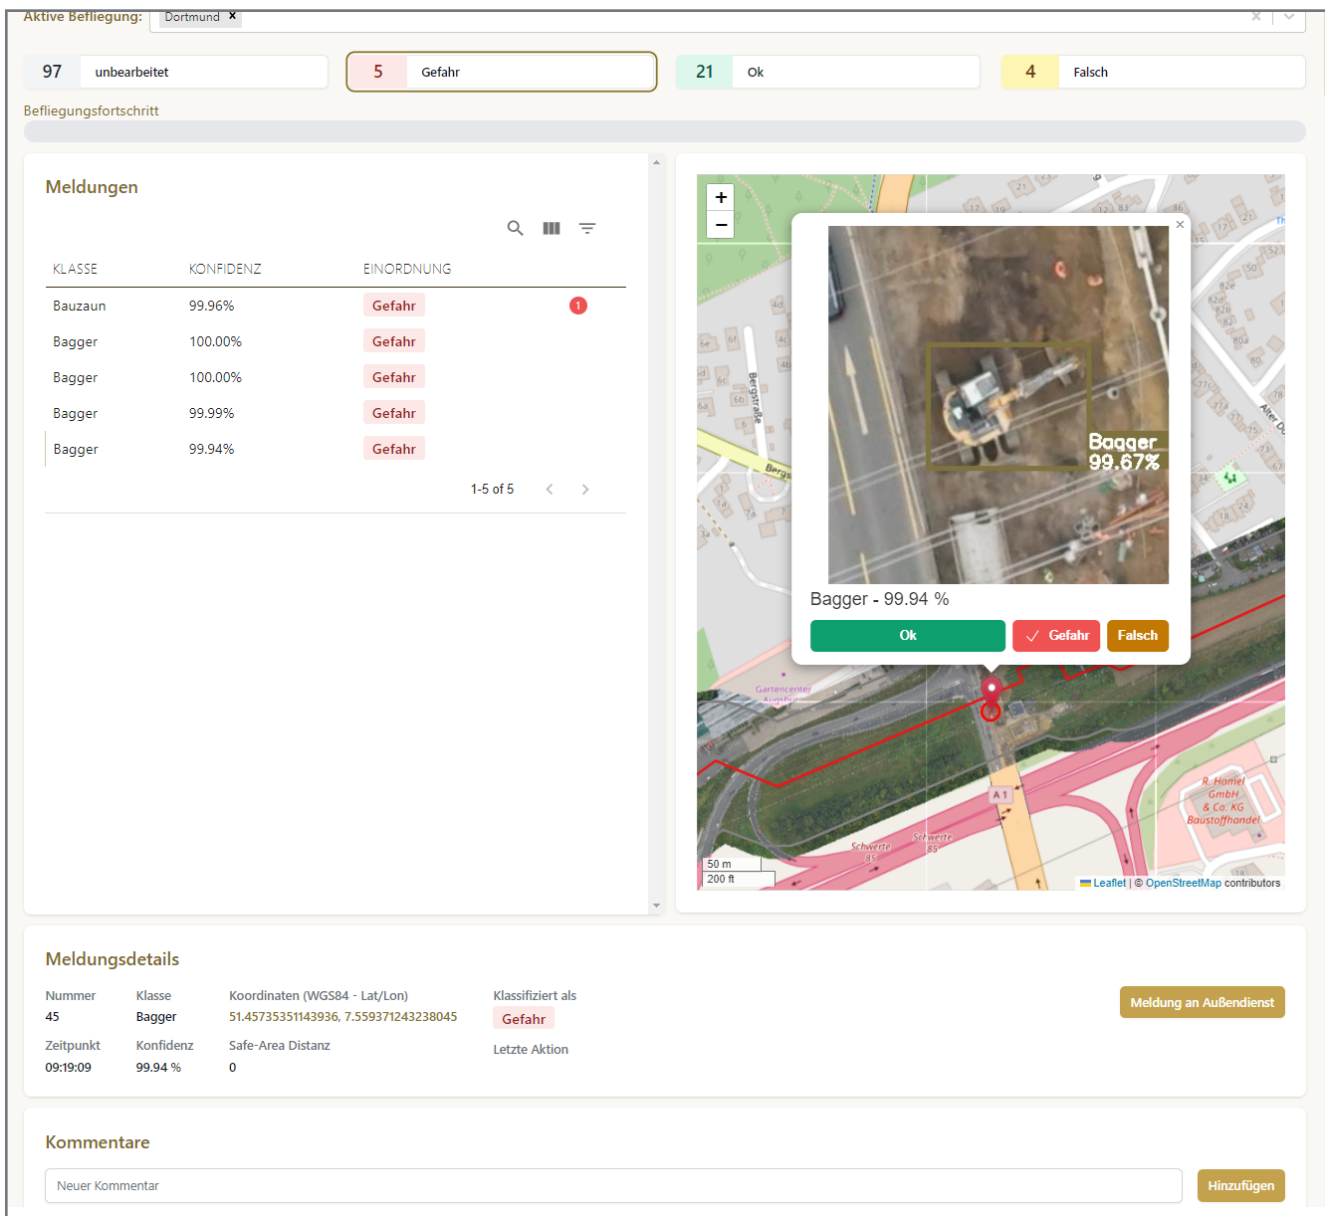 Aktive Befliegung: Dortmund x
97 unbearbeitet
5 Gefahr
21 Ok
4 Falsch
Befliegungsfortschritt
Meldungen
KLASSE KONFIDENZ EINORDNUNG
Bauzaun 99.96% Gefahr 1
Bagger 100.00% Gefahr
Bagger 100.00% Gefahr
Bagger 99.99% Gefahr
Bagger 99.94% Gefahr
1-5 of 5
+
−
Bergstraße
Bagger
99.67%
Bagger - 99.94 %
Ok Gefahr Falsch
Gartencenter
A 1
Schwerte
85
Schwerte
85
R. Homel
GmbH
& Co. KG
Baustoffhandel
50 m
200 ft
Leaflet | © OpenStreetMap contributors
Meldungsdetails
Nummer Klasse Koordinaten (WGS84 - Lat/Lon) Klassifiziert als
45 Bagger 51.45735351143936, 7.559371243238045 Gefahr
Meldung an Außendienst
Zeitpunkt Konfidenz Safe-Area Distanz Letzte Aktion
09:19:09 99.94 % 0
Kommentare
Neuer Kommentar
Hinzufügen